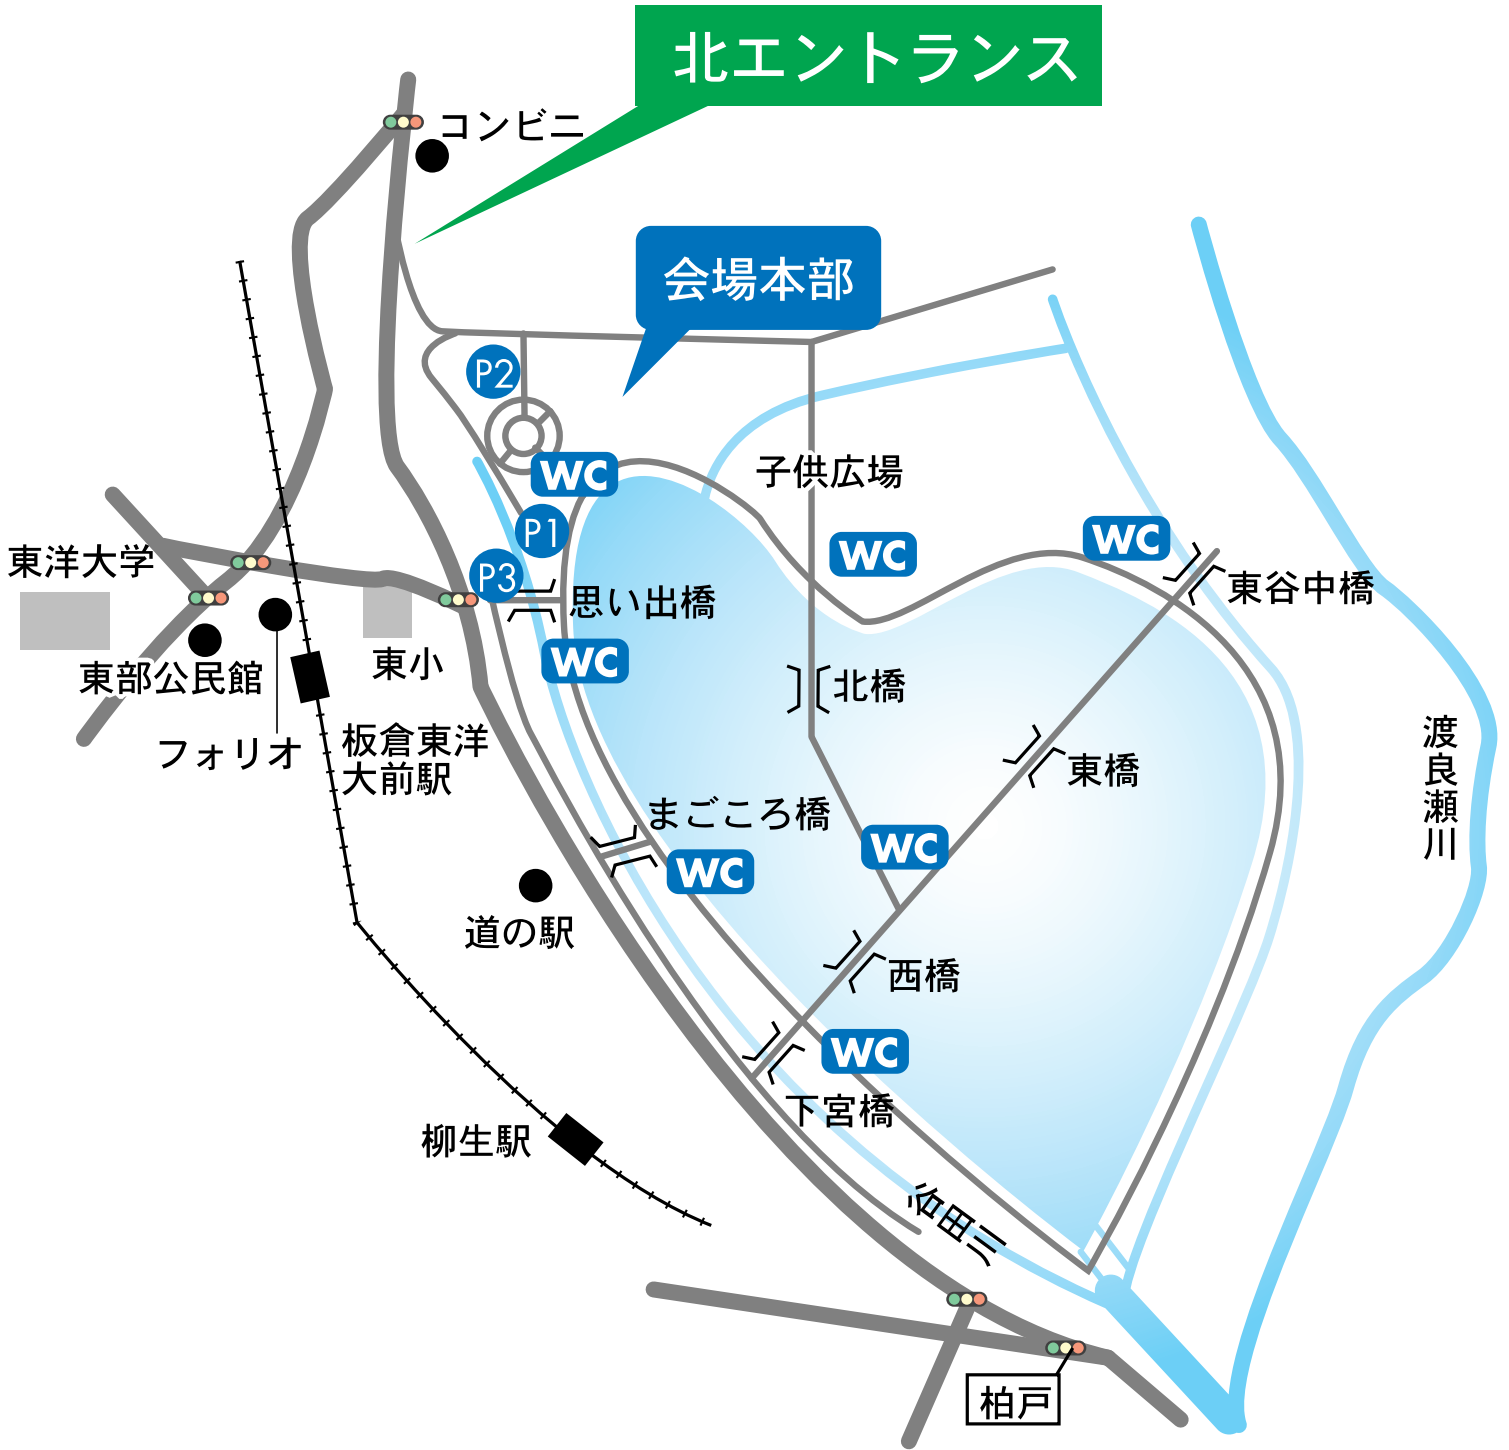 北エントランス
コンビニ
会場本部
P2
WC
子供広場
P1
WC
WC
東洋大学
P3
思い出橋
東谷中橋
東小
WC
東部公民館
北橋
フォリオ
板倉東洋
大前駅
東橋
渡良瀬川
まごころ橋
WC
WC
道の駅
西橋
WC
下宮橋
柳生駅
谷田川
柏戸